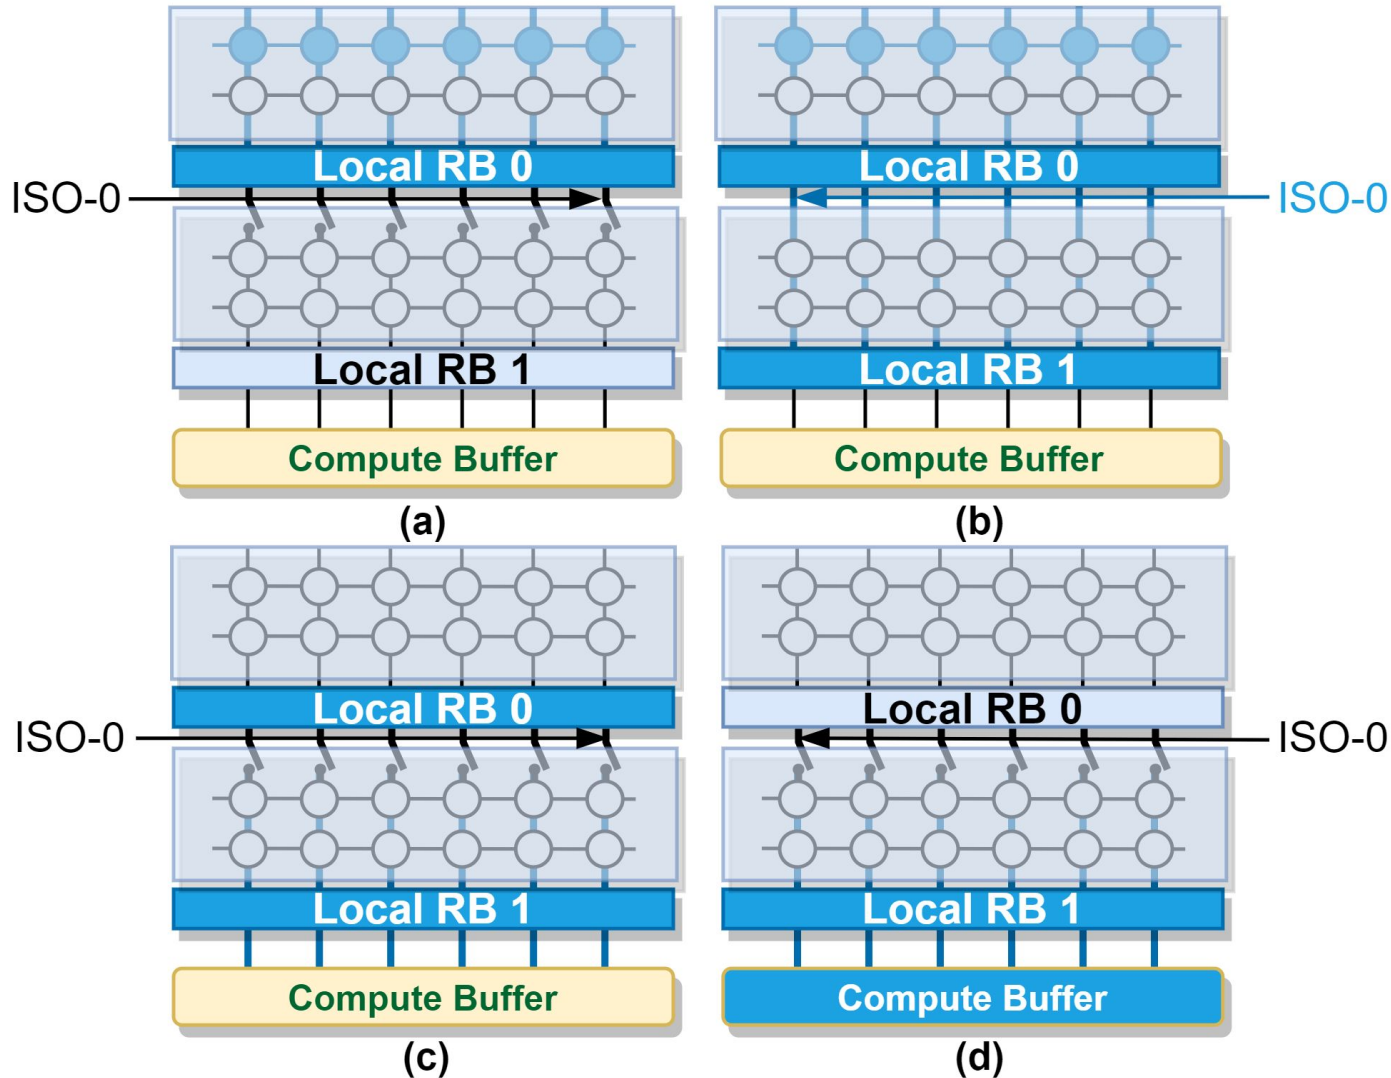 Local RB 0
ISO-0
Local RB 1
Compute Buffer
(a)
Local RB 0
ISO-0
Local RB 1
Compute Buffer
(b)
Local RB 0
ISO-0
Local RB 1
Compute Buffer
(c)
Local RB 0
ISO-0
Local RB 1
Compute Buffer
(d)